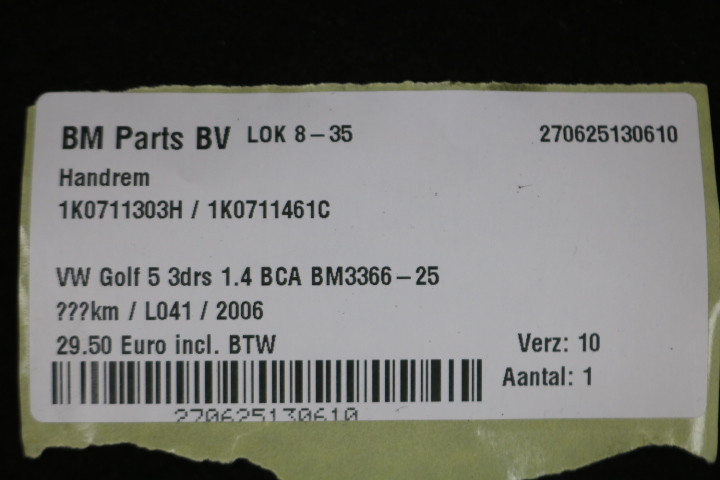 BM Parts BV LOK 8-35 270625130610
Handrem
1K0711303H / 1K0711461C
VW Golf 5 3drs 1.4 BCA BM3366-25
???km / L041 / 2006
29.50 Euro incl. BTW Verz: 10
Aantal: 1
270625130610